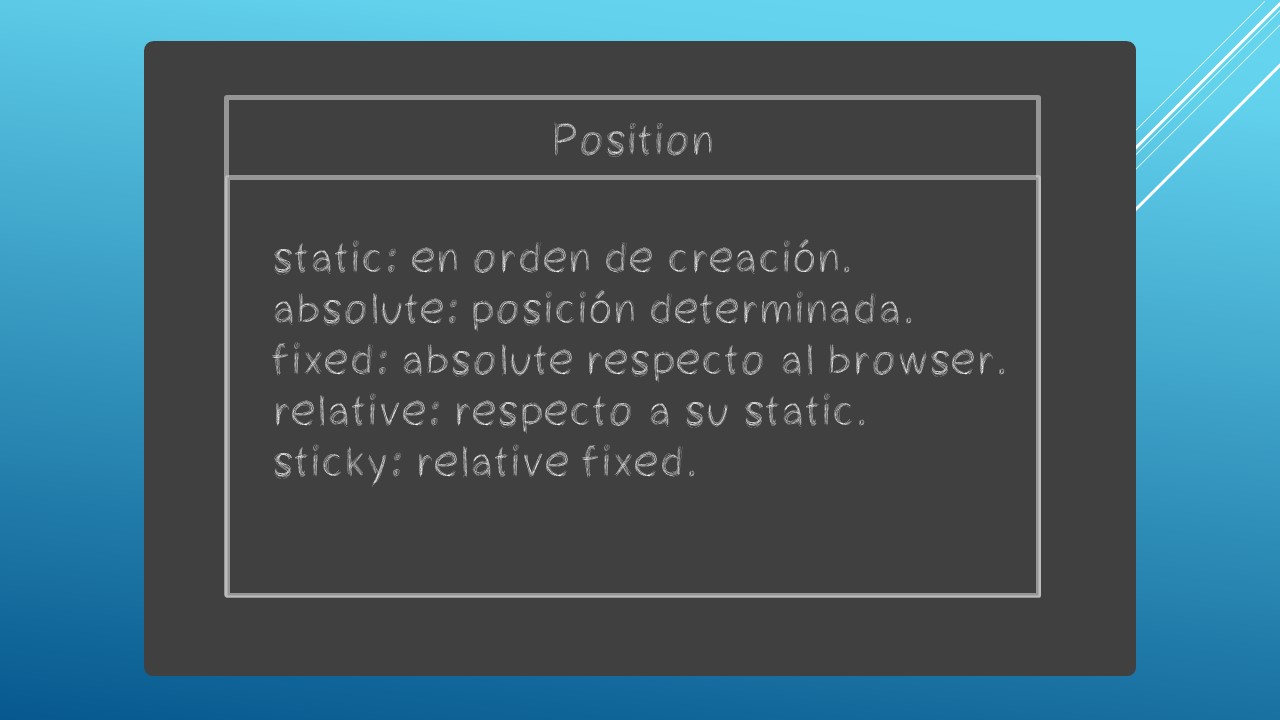 Position
static: en orden de creación.
absolute: posición determinada.
fixed: absolute respecto al browser.
relative: respecto a su static.
sticky: relative fixed.